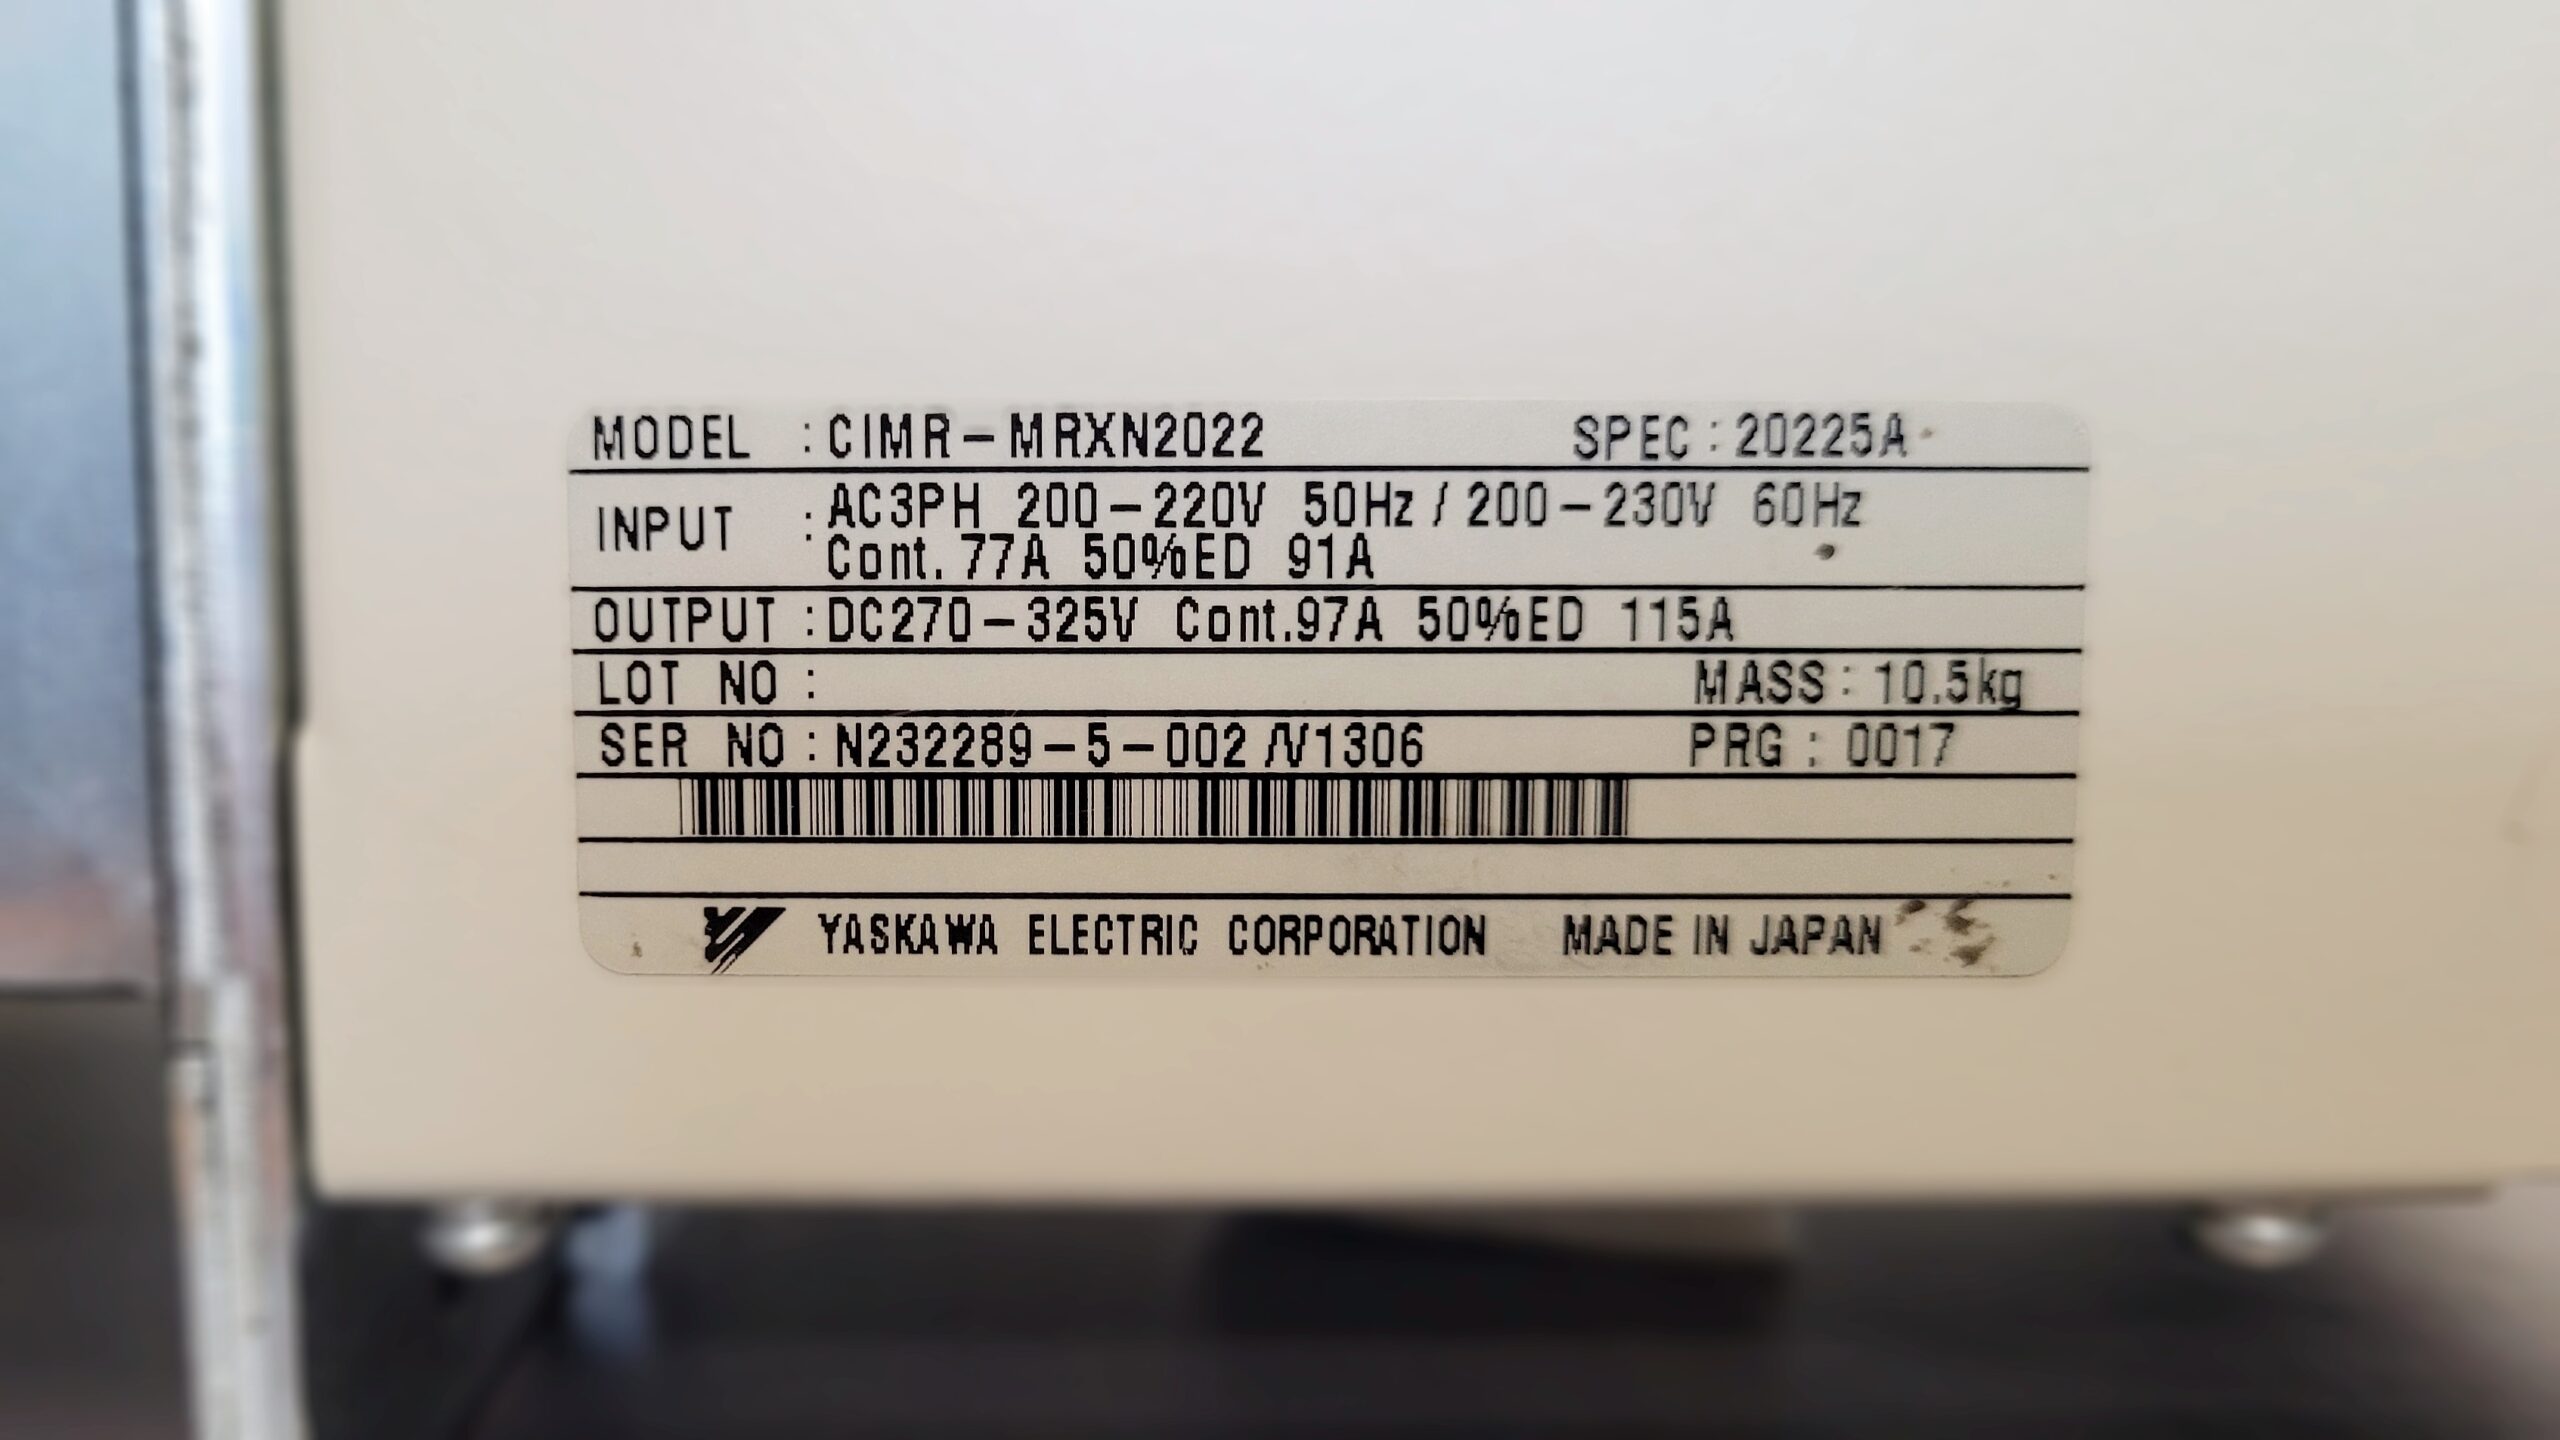 MODEL : CIMR-MRXN2022 SPEC : 20225A
INPUT : AC3PH 200-220V 50Hz / 200-230V 60Hz
Cont. 77A 50%ED 91A
OUTPUT : DC270-325V Cont.97A 50%ED 115A
LOT NO : MASS : 10.5kg
SER NO : N232289-5-002 /V1306 PRG : 0017
YASKAWA ELECTRIC CORPORATION MADE IN JAPAN